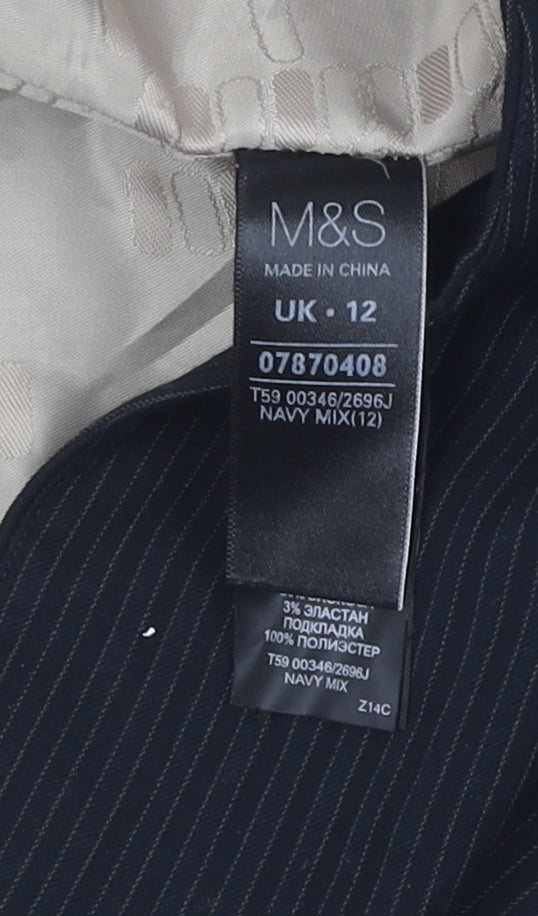 M&S
MADE IN CHINA
UK • 12
07870408
T59 00346/2696J
NAVY MIX(12)
3% ЭЛАСТАН
ПОДКЛАДКА
100% ПОЛИЭСТЕР
T59 00346/2696J
NAVY MIX
Z14C